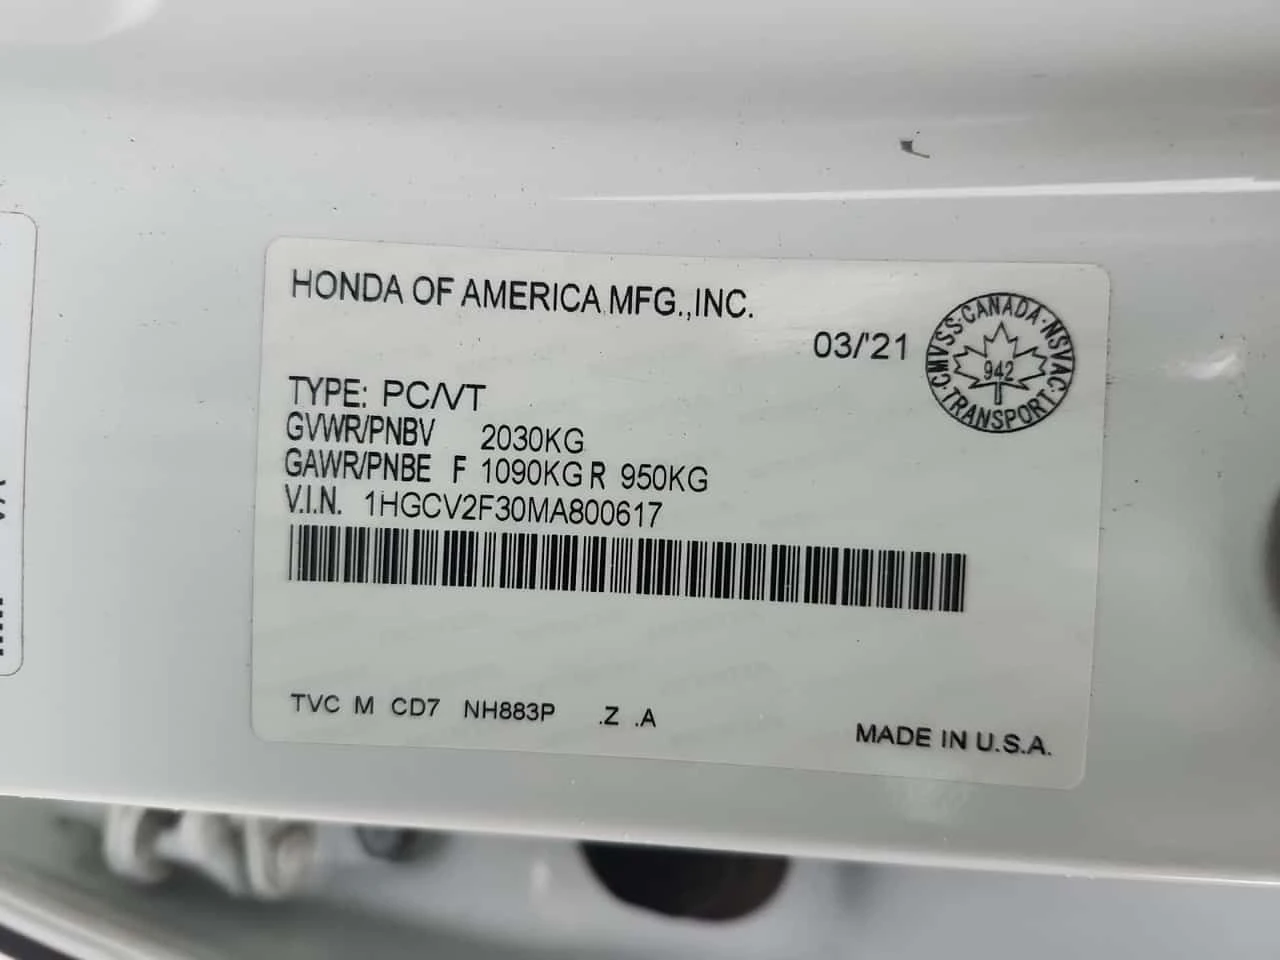 HONDA OF AMERICA MFG.,INC.
03/'21
CMVSS·CANADA·NSVAC·TRANSPORT·
942
TYPE: PC/VT
GVWR/PNBV 2030KG
GAWR/PNBE F 1090KG R 950KG
V.I.N. 1HGCV2F30MA800617
TVC M CD7 NH883P .Z .A
MADE IN U.S.A.